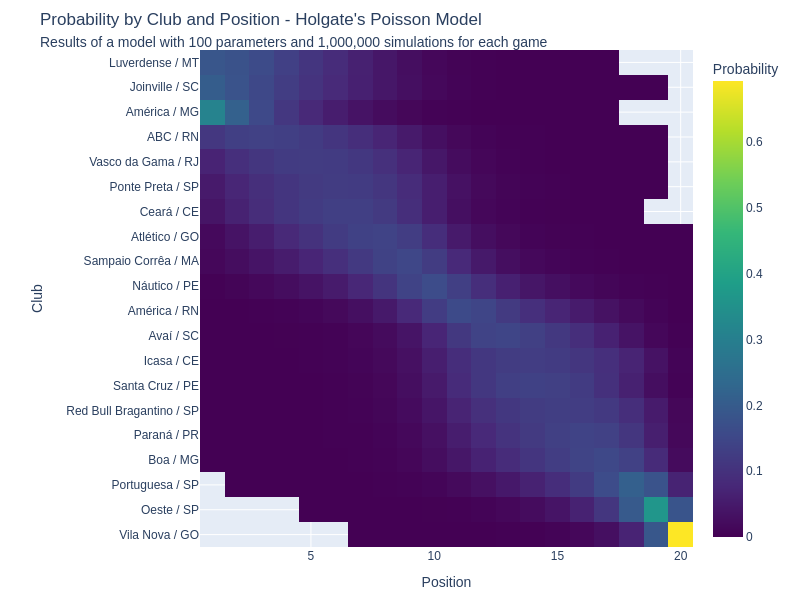 Probability by Club and Position - Holgate's Poisson Model
Results of a model with 100 parameters and 1,000,000 simulations for each game
Probability
Luverdense / MT
Joinville / SC
América / MG
ABC / RN
Vasco da Gama / RJ
Ponte Preta / SP
Ceará / CE
Atlético / GO
Sampaio Corrêa / MA
Náutico / PE
América / RN
Avaí / SC
Icasa / CE
Santa Cruz / PE
Red Bull Bragantino / SP
Paraná / PR
Boa / MG
Portuguesa / SP
Oeste / SP
Vila Nova / GO
Club
0.6
0.5
0.4
0.3
0.2
0.1
0
5
10
15
20
Position